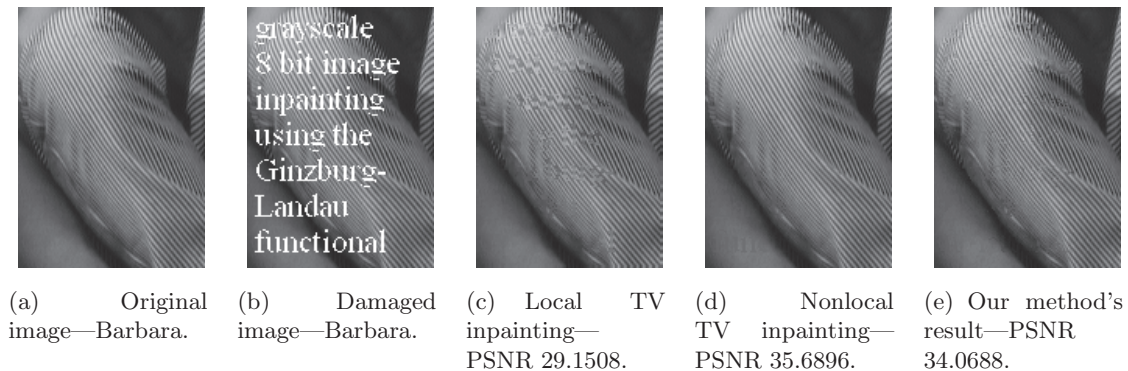 grayscale
8 bit image
inpainting
using the
Ginzburg-
Landau
functional
(a) Original
image—Barbara.
(b) Damaged
image—Barbara.
(c) Local TV
inpainting—
PSNR 29.1508.
(d) Nonlocal
TV inpainting—
PSNR 35.6896.
(e) Our method's
result—PSNR
34.0688.